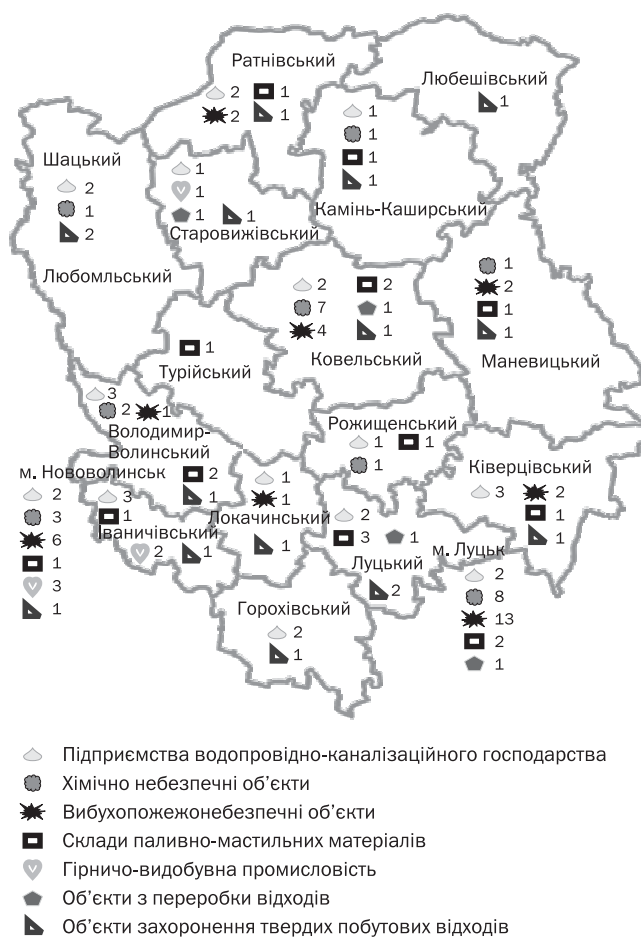 Ратнівський
2 1
2 1
Любешівський
1
1
1
1
1
Камінь-Каширський
Шацький
2
1
2
Любомльський
1
1
1 1
Старовижівський
2 2
7 1
4 1
Ковельський
1
2
1
1
Маневицький
1
Турійський
3
2 1
Володимир-
Волинський
2
1
Рожищенський
1 1
1
Ківерцівський
3 2
1
1
м. Нововолинськ
2
3
6
1
3
1
3
1
Іваничівський
2 1
1
1
Локачинський
1
2
3 1
Луцький
2
м. Луцьк
2
8
13
2
1
Горохівський
2
1
Підприємства водопровідно-каналізаційного господарства
Хімічно небезпечні об’єкти
Вибухопожежонебезпечні об’єкти
Склади паливно-мастильних матеріалів
Гірничо-видобувна промисловість
Об’єкти з переробки відходів
Об’єкти захоронення твердих побутових відходів